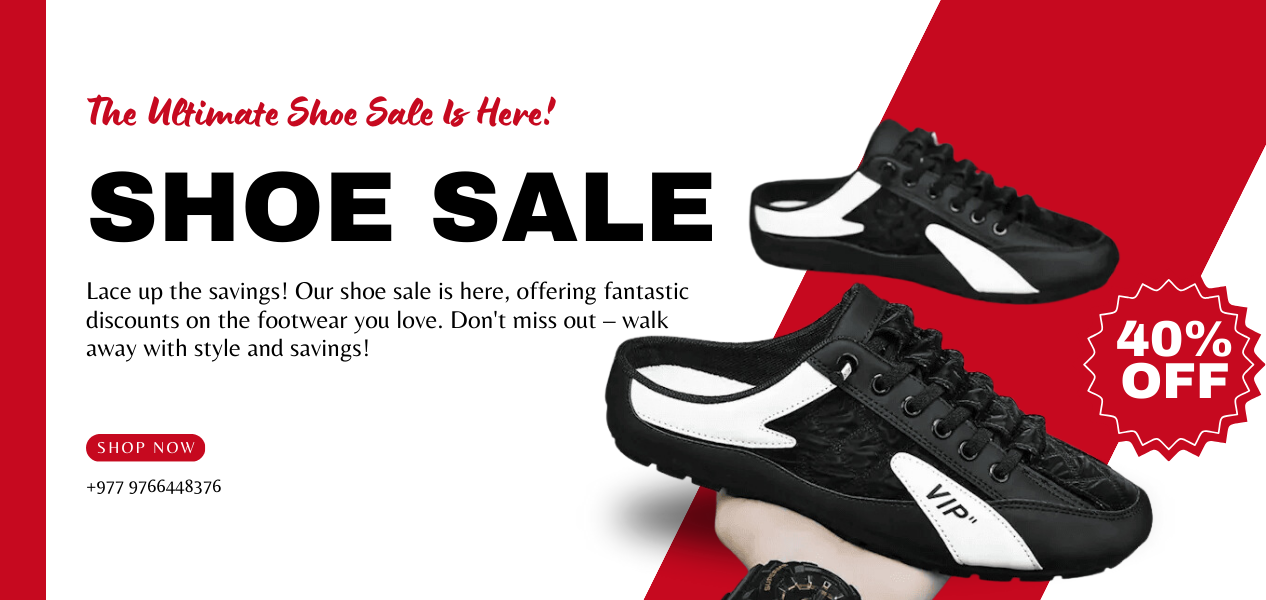 The Ultimate Shoe Sale Is Here!
SHOE SALE
Lace up the savings! Our shoe sale is here, offering fantastic
discounts on the footwear you love. Don't miss out – walk
away with style and savings!
SHOP NOW
+977 9766448376
40%
OFF
VIP"